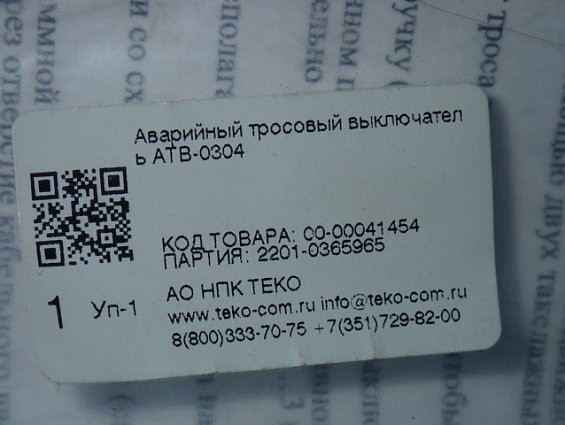 Аварийный тросовый выключател
ь АТВ-0304
КОД ТОВАРА: 00-00041454
ПАРТИЯ: 2201-0365965
1 Уп-1
АО НПК ТЕКО
www.teko-com.ru info@teko-com.ru
8(800)333-70-75 +7(351)729-82-00